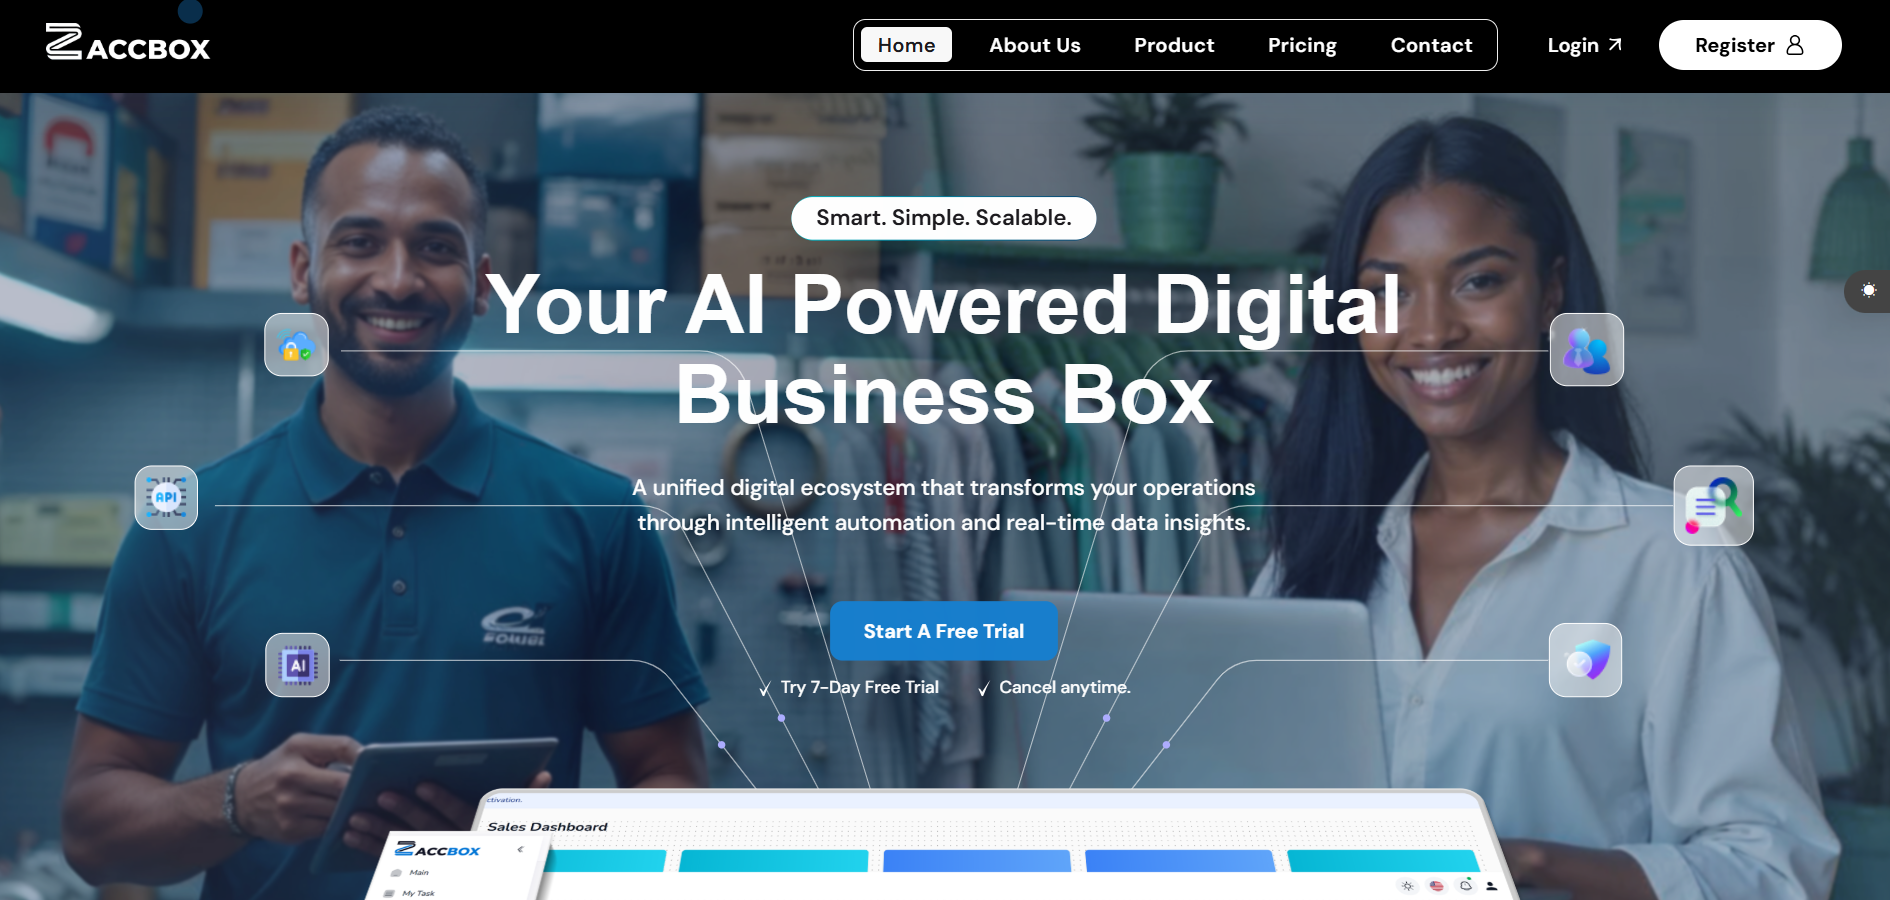 ZACCBOX
Home
About Us
Product
Pricing
Contact
Login
Register
Smart. Simple. Scalable.
Your AI Powered Digital
Business Box
A unified digital ecosystem that transforms your operations
through intelligent automation and real-time data insights.
API
AI
Start A Free Trial
Try 7-Day Free Trial
Cancel anytime.
ctivation.
Sales Dashboard
ZACCBOX
Main
My Task